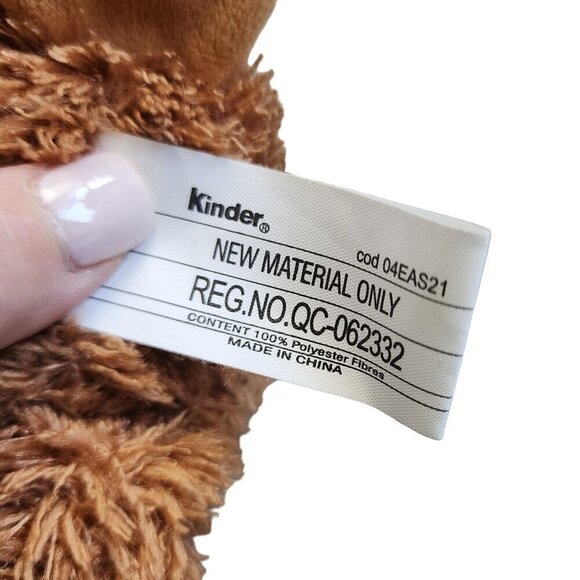 Kinder®
cod 04EAS21
NEW MATERIAL ONLY
REG.NO.QC-062332
CONTENT 100% Polyester Fibres
MADE IN CHINA